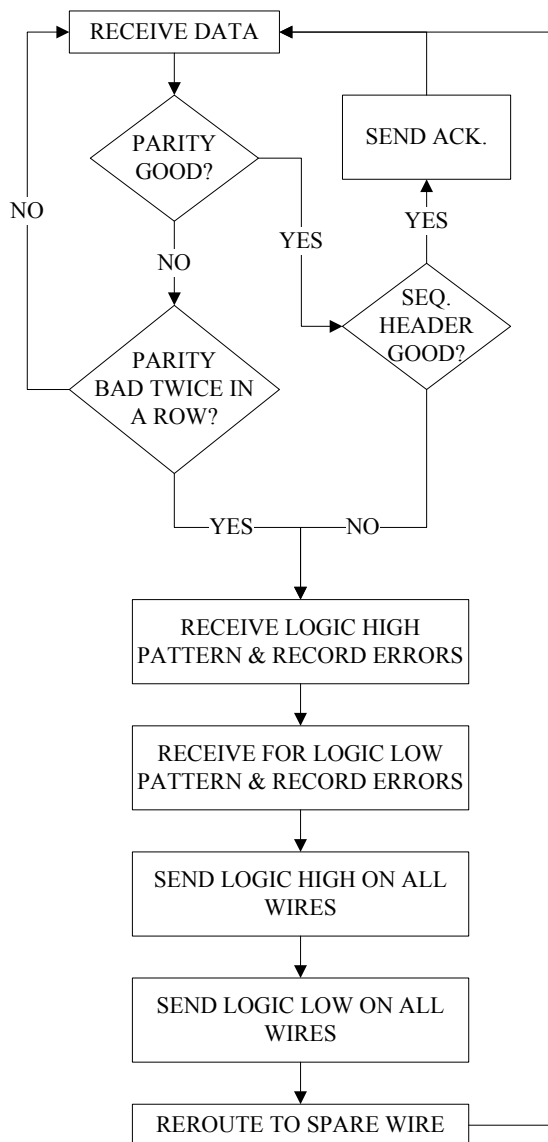 RECEIVE DATA
PARITY
GOOD?
SEND ACK.
NO
YES
YES
NO
SEQ.
HEADER
GOOD?
PARITY
BAD TWICE IN
A ROW?
YES
NO
RECEIVE LOGIC HIGH
PATTERN & RECORD ERRORS
RECEIVE FOR LOGIC LOW
PATTERN & RECORD ERRORS
SEND LOGIC HIGH ON ALL
WIRES
SEND LOGIC LOW ON ALL
WIRES
REROUTE TO SPARE WIRE